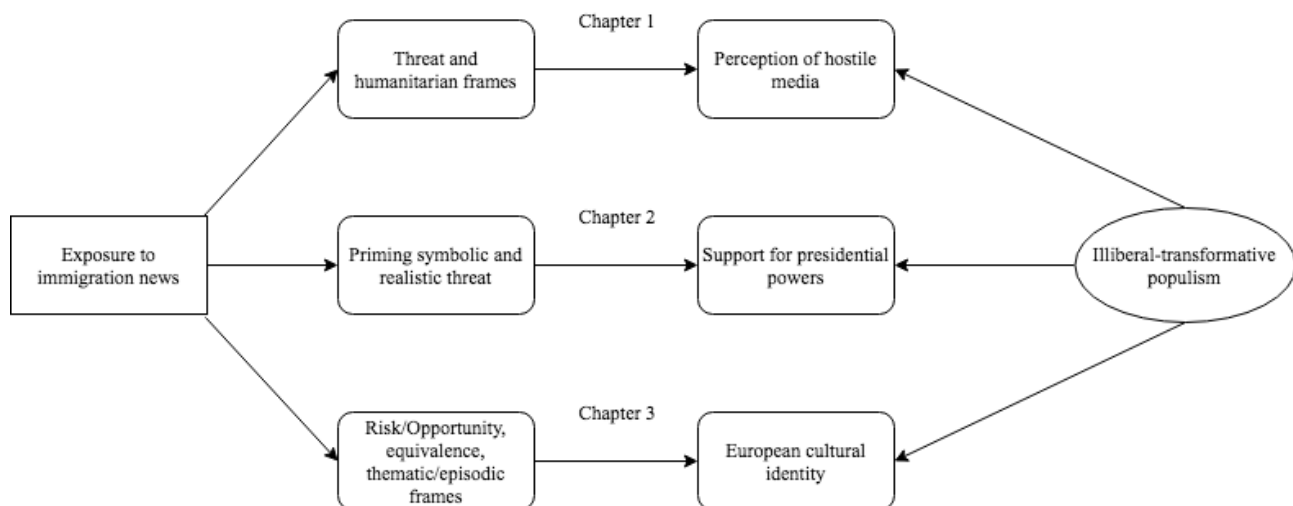 Chapter 1
Threat and
humanitarian frames
Perception of hostile
media
Chapter 2
Exposure to
immigration news
Priming symbolic and
realistic threat
Support for presidential
powers
Illiberal-transformative
populism
Chapter 3
Risk/Opportunity,
equivalence,
thematic/episodic
frames
European cultural
identity